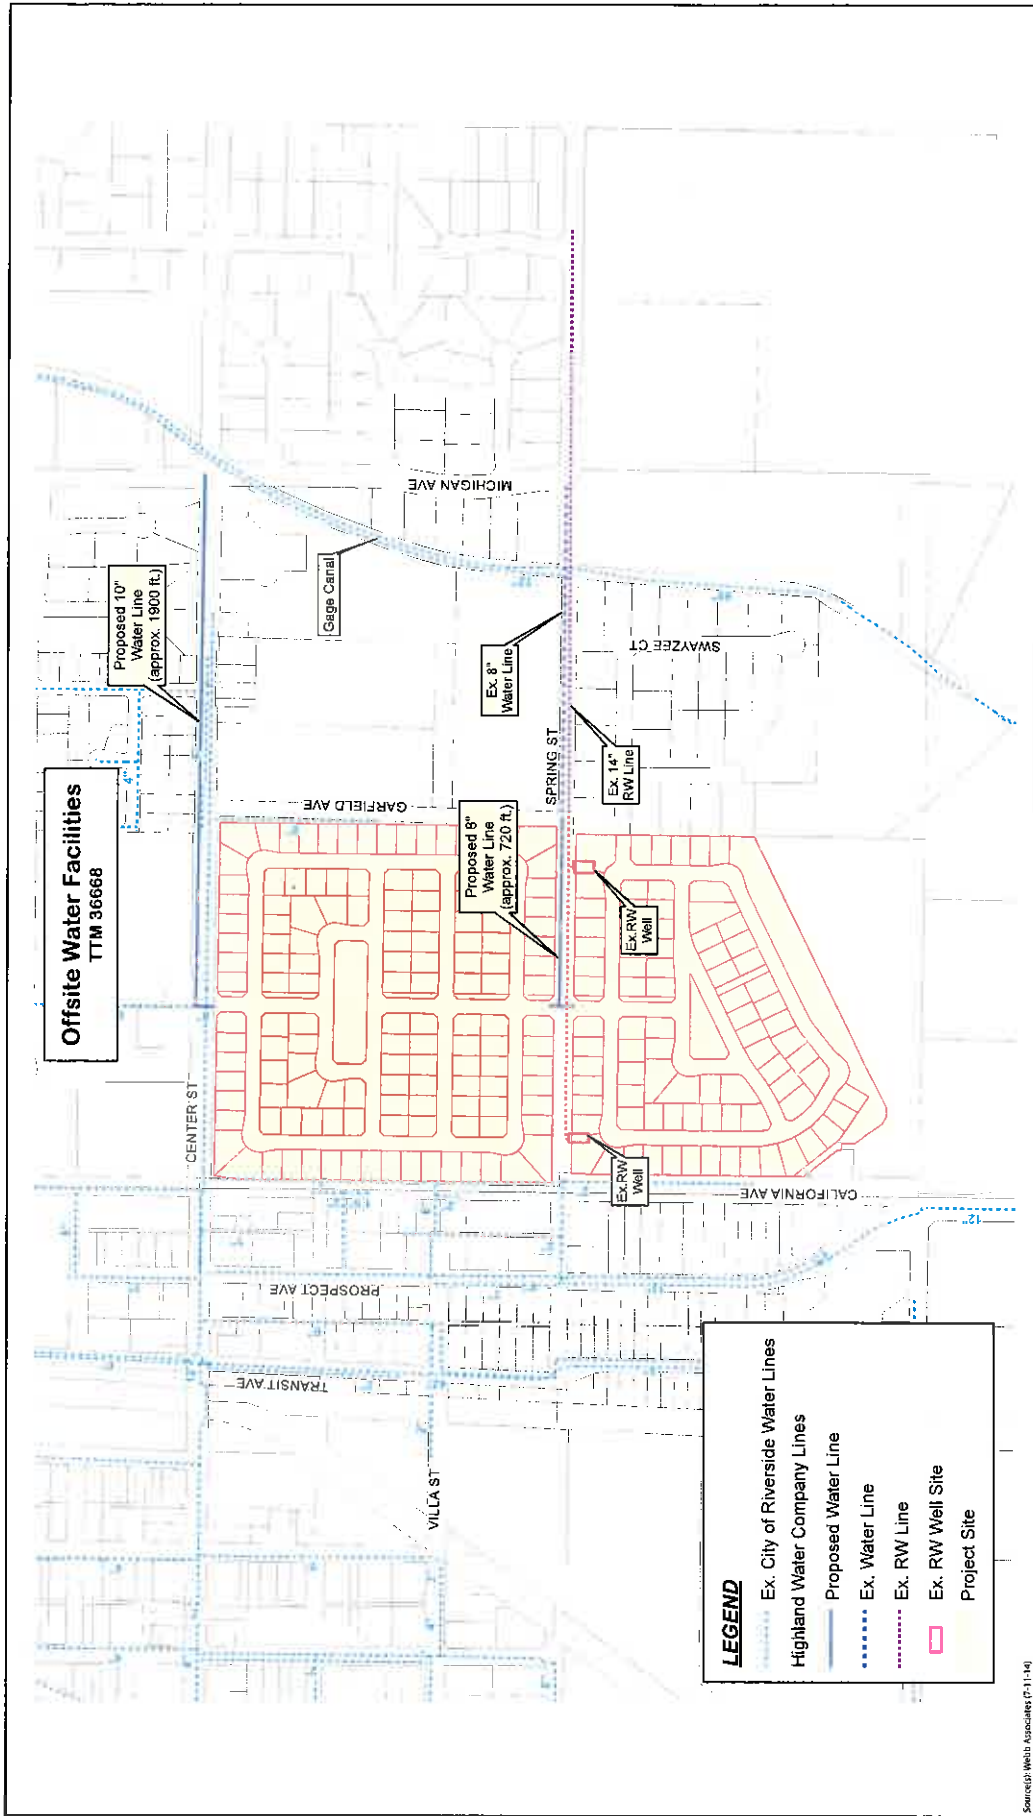 Offsite Water Facilities
TTM 36668
Proposed 10"
Water Line
(approx. 1900 ft.)
4"
CENTER ST
Gage Canal
MICHIGAN AVE
GARFIELD AVE
Proposed 8"
Water Line
(approx. 720 ft.)
SPRING ST
Ex. 8"
Water Line
Ex. 14"
RW Line
SWAYZEE CT
Ex.RW
Well
Ex.RW
Well
CALIFORNIA AVE
12"
PROSPECT AVE
TRANSIT AVE
VILLA ST
LEGEND
Ex. City of Riverside Water Lines
Highland Water Company Lines
Proposed Water Line
Ex. Water Line
Ex. RW Line
Ex. RW Well Site
Project Site
Source(s): Webb Associates (7-11-14)